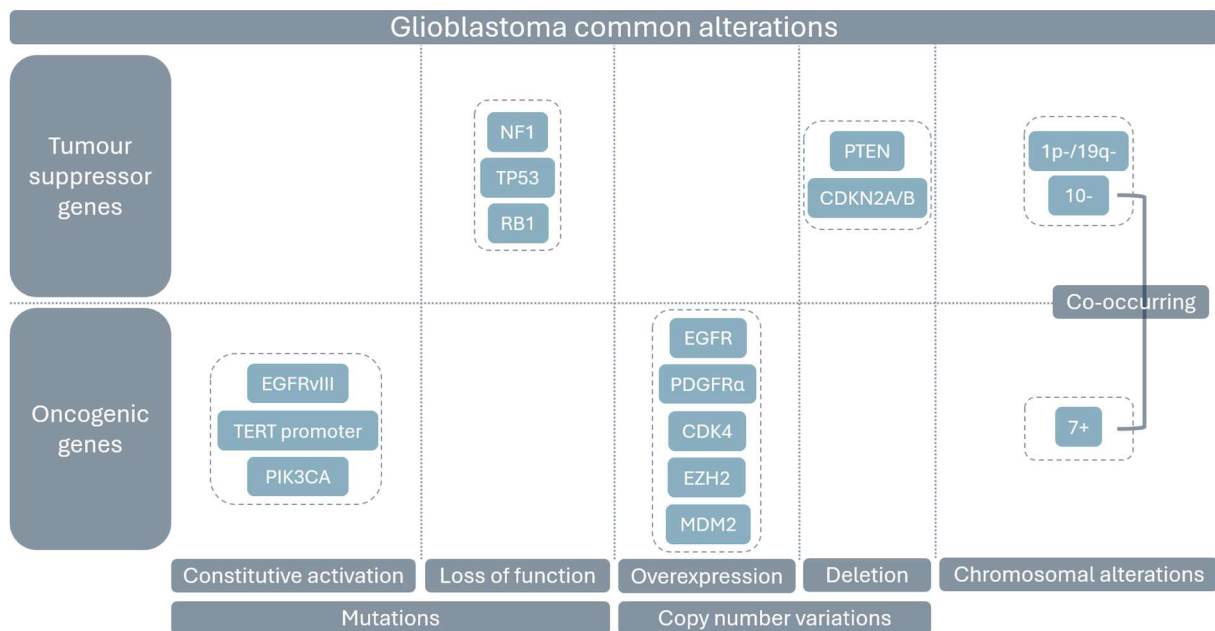 Glioblastoma common alterations
Tumour
suppressor
genes
NF1
TP53
RB1
PTEN
CDKN2A/B
1p-/19q-
10-
Co-occurring
Oncogenic
genes
EGFRvIII
TERT promoter
PIK3CA
EGFR
PDGFRα
CDK4
EZH2
MDM2
7+
Constitutive activation
Loss of function
Overexpression
Deletion
Chromosomal alterations
Mutations
Copy number variations